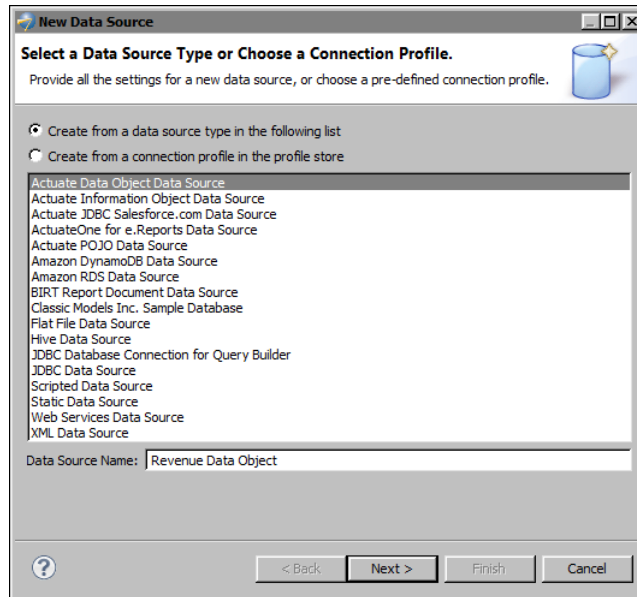 New Data Source
Select a Data Source Type or Choose a Connection Profile.
Provide all the settings for a new data source, or choose a pre-defined connection profile.
Create from a data source type in the following list
Create from a connection profile in the profile store
Actuate Data Object Data Source
Actuate Information Object Data Source
Actuate JDBC Salesforce.com Data Source
ActuateOne for e.Reports Data Source
Actuate POJO Data Source
Amazon DynamoDB Data Source
Amazon RDS Data Source
BIRT Report Document Data Source
Classic Models Inc. Sample Database
Flat File Data Source
Hive Data Source
JDBC Database Connection for Query Builder
JDBC Data Source
Scripted Data Source
Static Data Source
Web Services Data Source
XML Data Source
Data Source Name: Revenue Data Object
? < Back Next > Finish Cancel